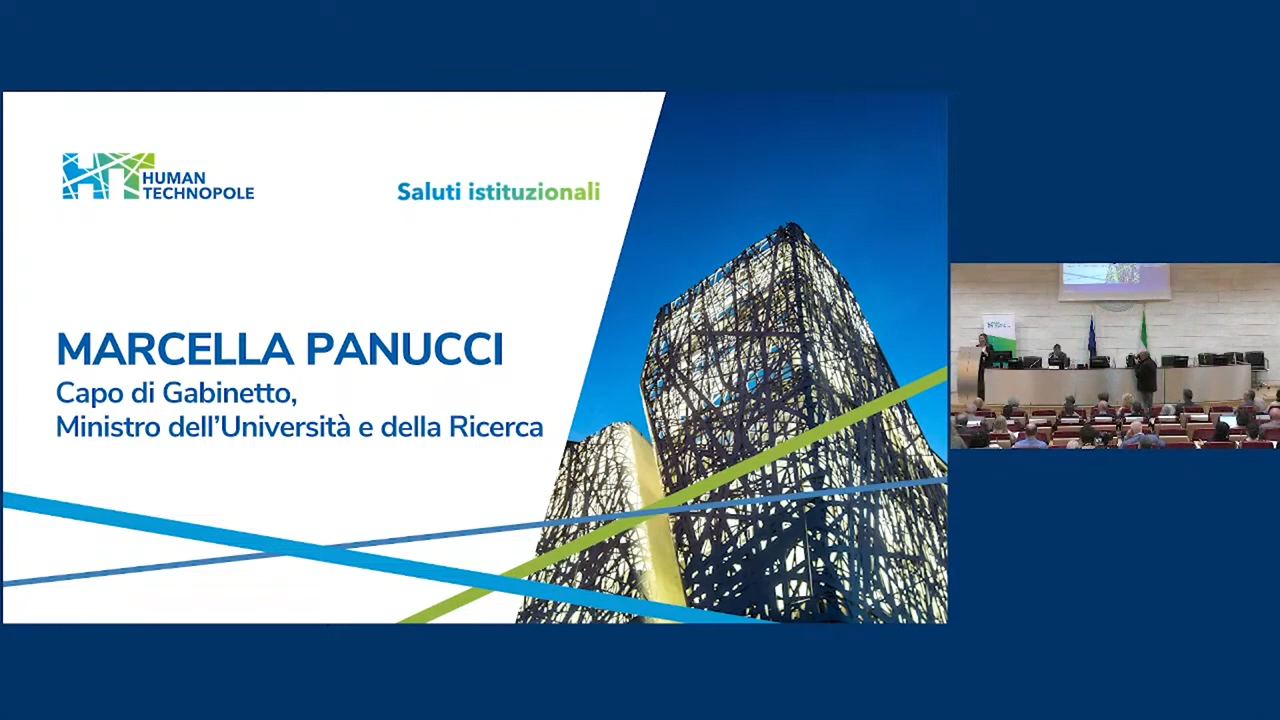 HUMAN
TECHNOPOLE
Saluti istituzionali
MARCELLA PANUCCI
Capo di Gabinetto,
Ministro dell'Università e della Ricerca